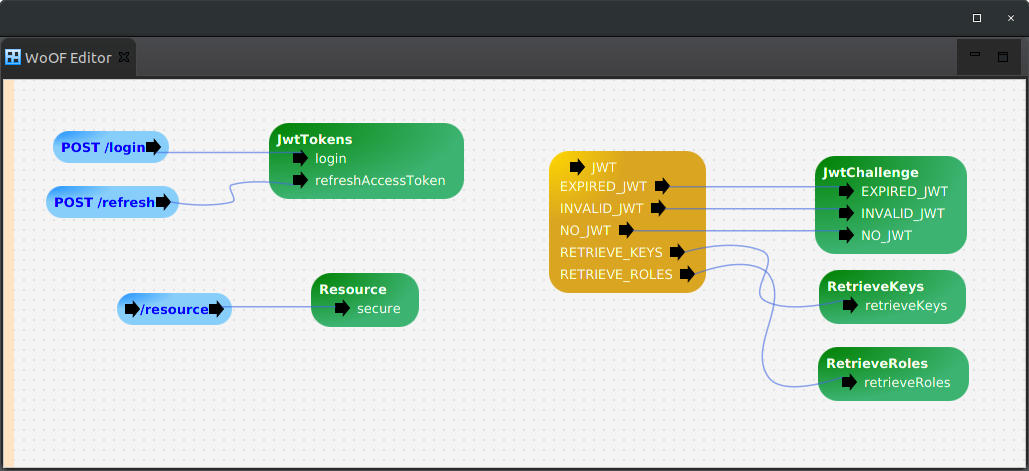 WoOF Editor
POST /login
JwtTokens
login
refreshAccessToken
POST /refresh
/resource
Resource
secure
JWT
EXPIRED_JWT
INVALID_JWT
NO_JWT
RETRIEVE_KEYS
RETRIEVE_ROLES
JwtChallenge
EXPIRED_JWT
INVALID_JWT
NO_JWT
RetrieveKeys
retrieveKeys
RetrieveRoles
retrieveRoles